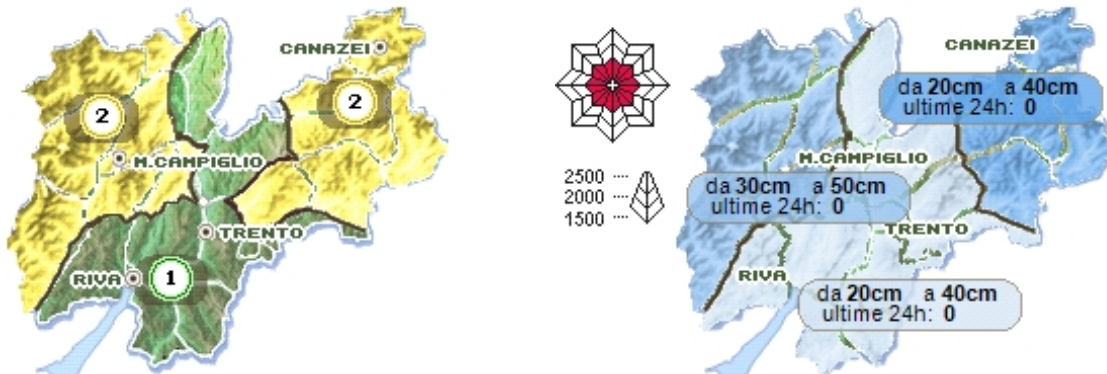 CANAZEI
2
2
M.CAMPIGLIO
TRENTO
RIVA
1
2500
2000
1500
CANAZEI
da 20cm a 40cm
ultime 24h: 0
M.CAMPIGLIO
da 30cm a 50cm
ultime 24h: 0
TRENTO
RIVA
da 20cm a 40cm
ultime 24h: 0